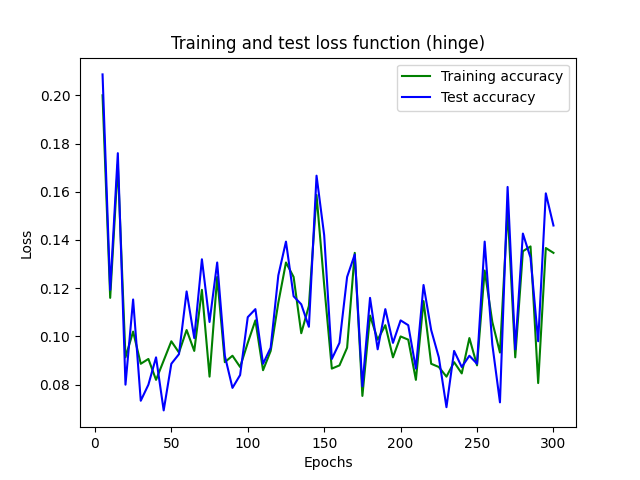 Training and test loss function (hinge)
Training accuracy
Test accuracy
0.20
0.18
0.16
0.14
0.12
0.10
0.08
Loss
0
50
100
150
200
250
300
Epochs